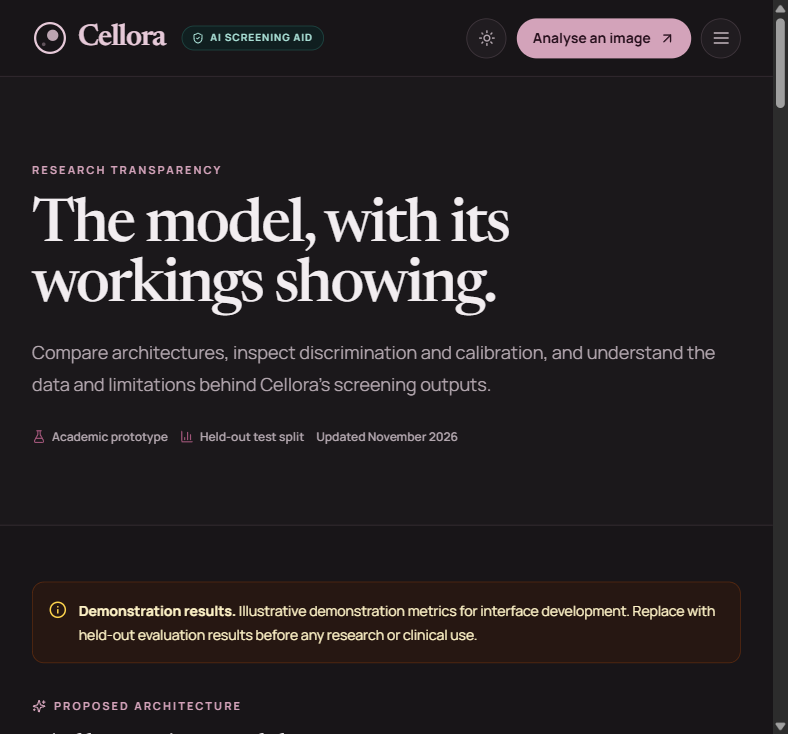 Cellora
AI SCREENING AID
Analyse an image
RESEARCH TRANSPARENCY
The model, with its
workings showing.
Compare architectures, inspect discrimination and calibration, and understand the
data and limitations behind Cellora's screening outputs.
Academic prototype
Held-out test split
Updated November 2026
Demonstration results. Illustrative demonstration metrics for interface development. Replace with
held-out evaluation results before any research or clinical use.
PROPOSED ARCHITECTURE